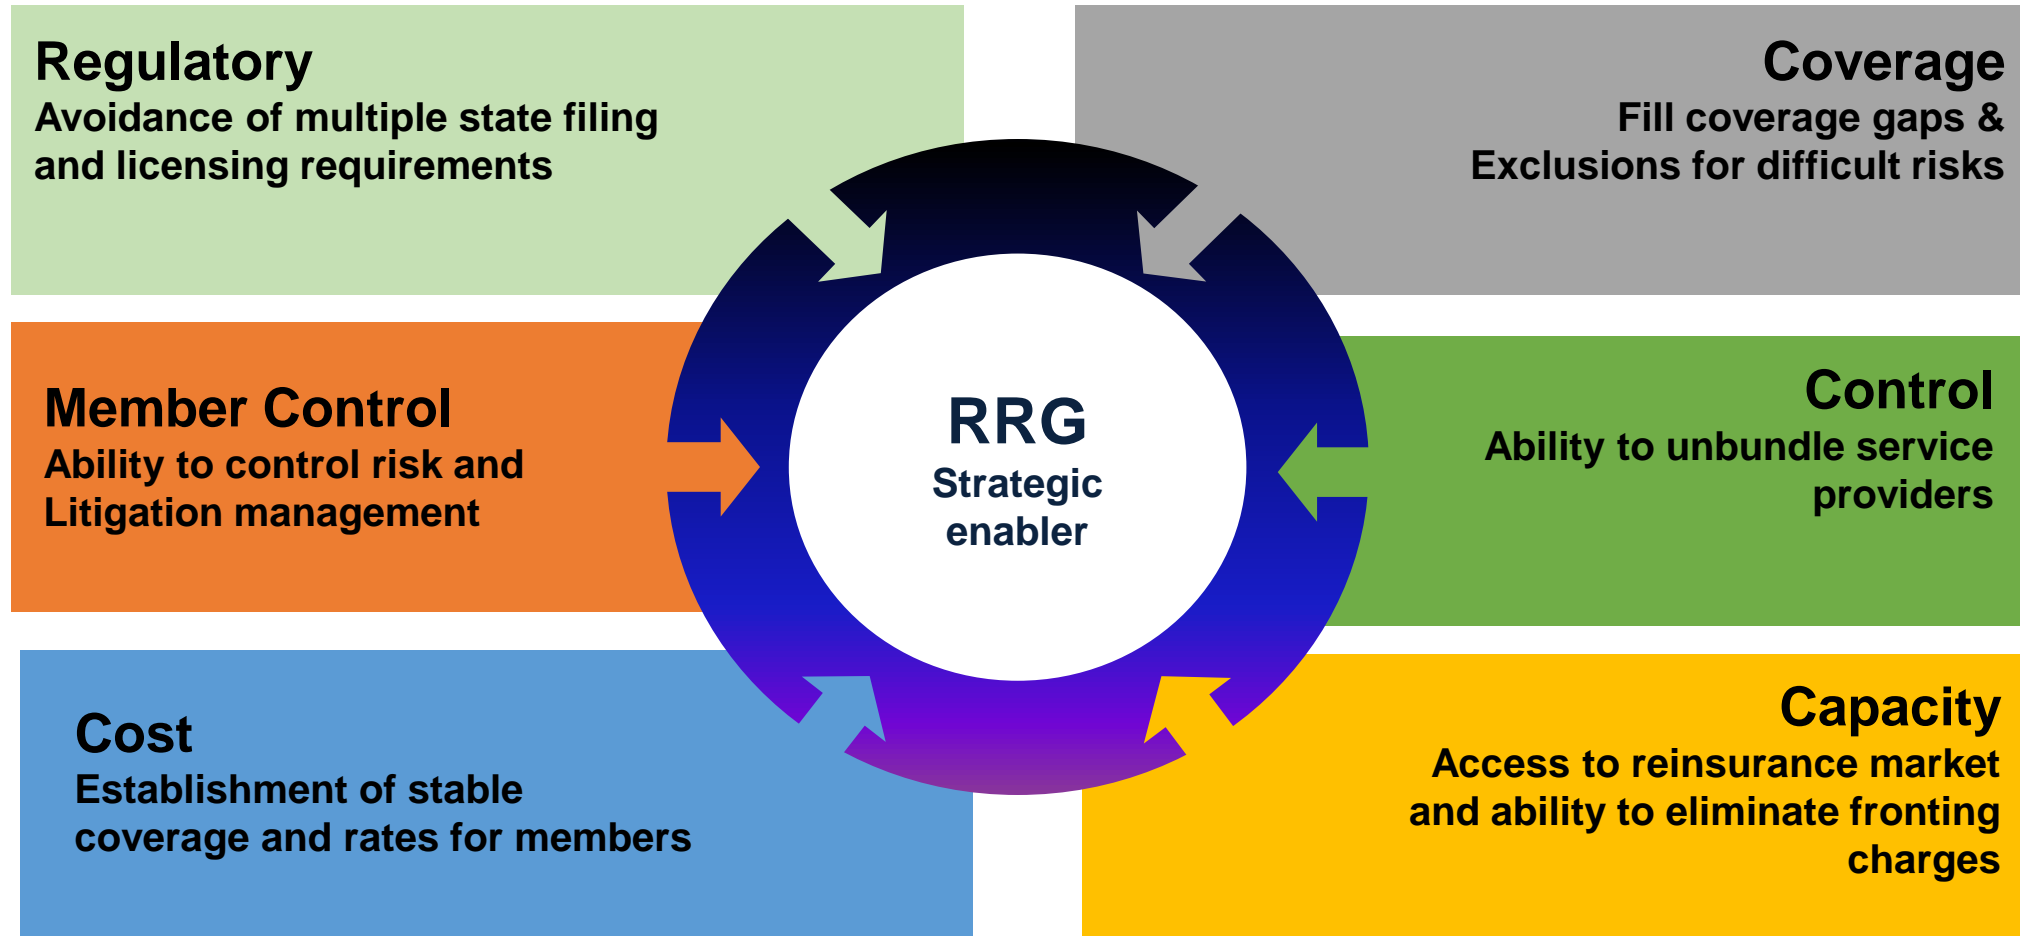 Regulatory
Avoidance of multiple state filing
and licensing requirements
Coverage
Fill coverage gaps &
Exclusions for difficult risks
Member Control
Ability to control risk and
Litigation management
RRG
Strategic
enabler
Control
Ability to unbundle service
providers
Cost
Establishment of stable
coverage and rates for members
Capacity
Access to reinsurance market
and ability to eliminate fronting
charges